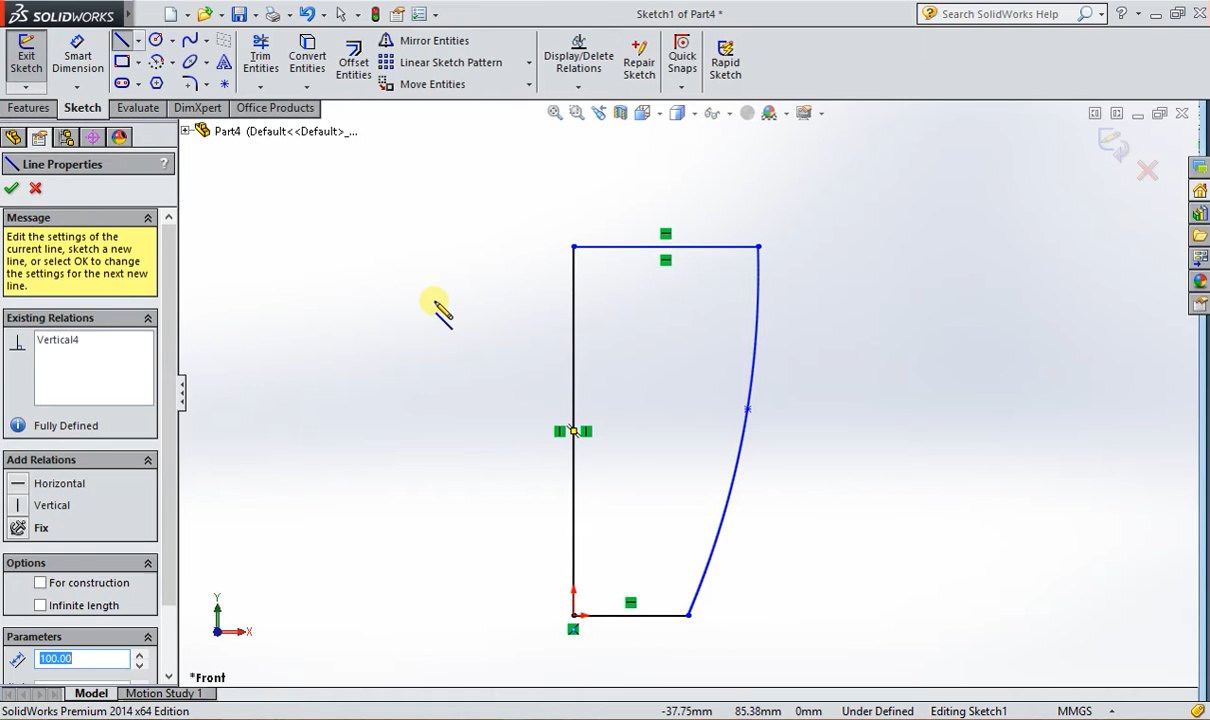 SOLIDWORKS
Sketch1 of Part4 *
Search SolidWorks Help
?
Exit Sketch
Smart Dimension
Trim Entities
Convert Entities
Offset Entities
Mirror Entities
Linear Sketch Pattern
Move Entities
Display/Delete Relations
Repair Sketch
Quick Snaps
Rapid Sketch
Features
Sketch
Evaluate
DimXpert
Office Products
Part4 (Default<<Default>_...
Line Properties
?
Message
Edit the settings of the
current line, sketch a new
line, or select OK to change
the settings for the next new
line.
Existing Relations
Vertical4
Fully Defined
Add Relations
Horizontal
Vertical
Fix
Options
For construction
Infinite length
Parameters
100.00
Y
X
*Front
Model
Motion Study 1
SolidWorks Premium 2014 x64 Edition
-37.75mm
85.38mm
0mm
Under Defined
Editing Sketch1
MMGS